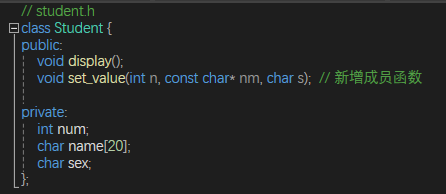 // student.h
class Student {
public:
    void display();
    void set_value(int n, const char* nm, char s);  // 新增成员函数

private:
    int num;
    char name[20];
    char sex;
};